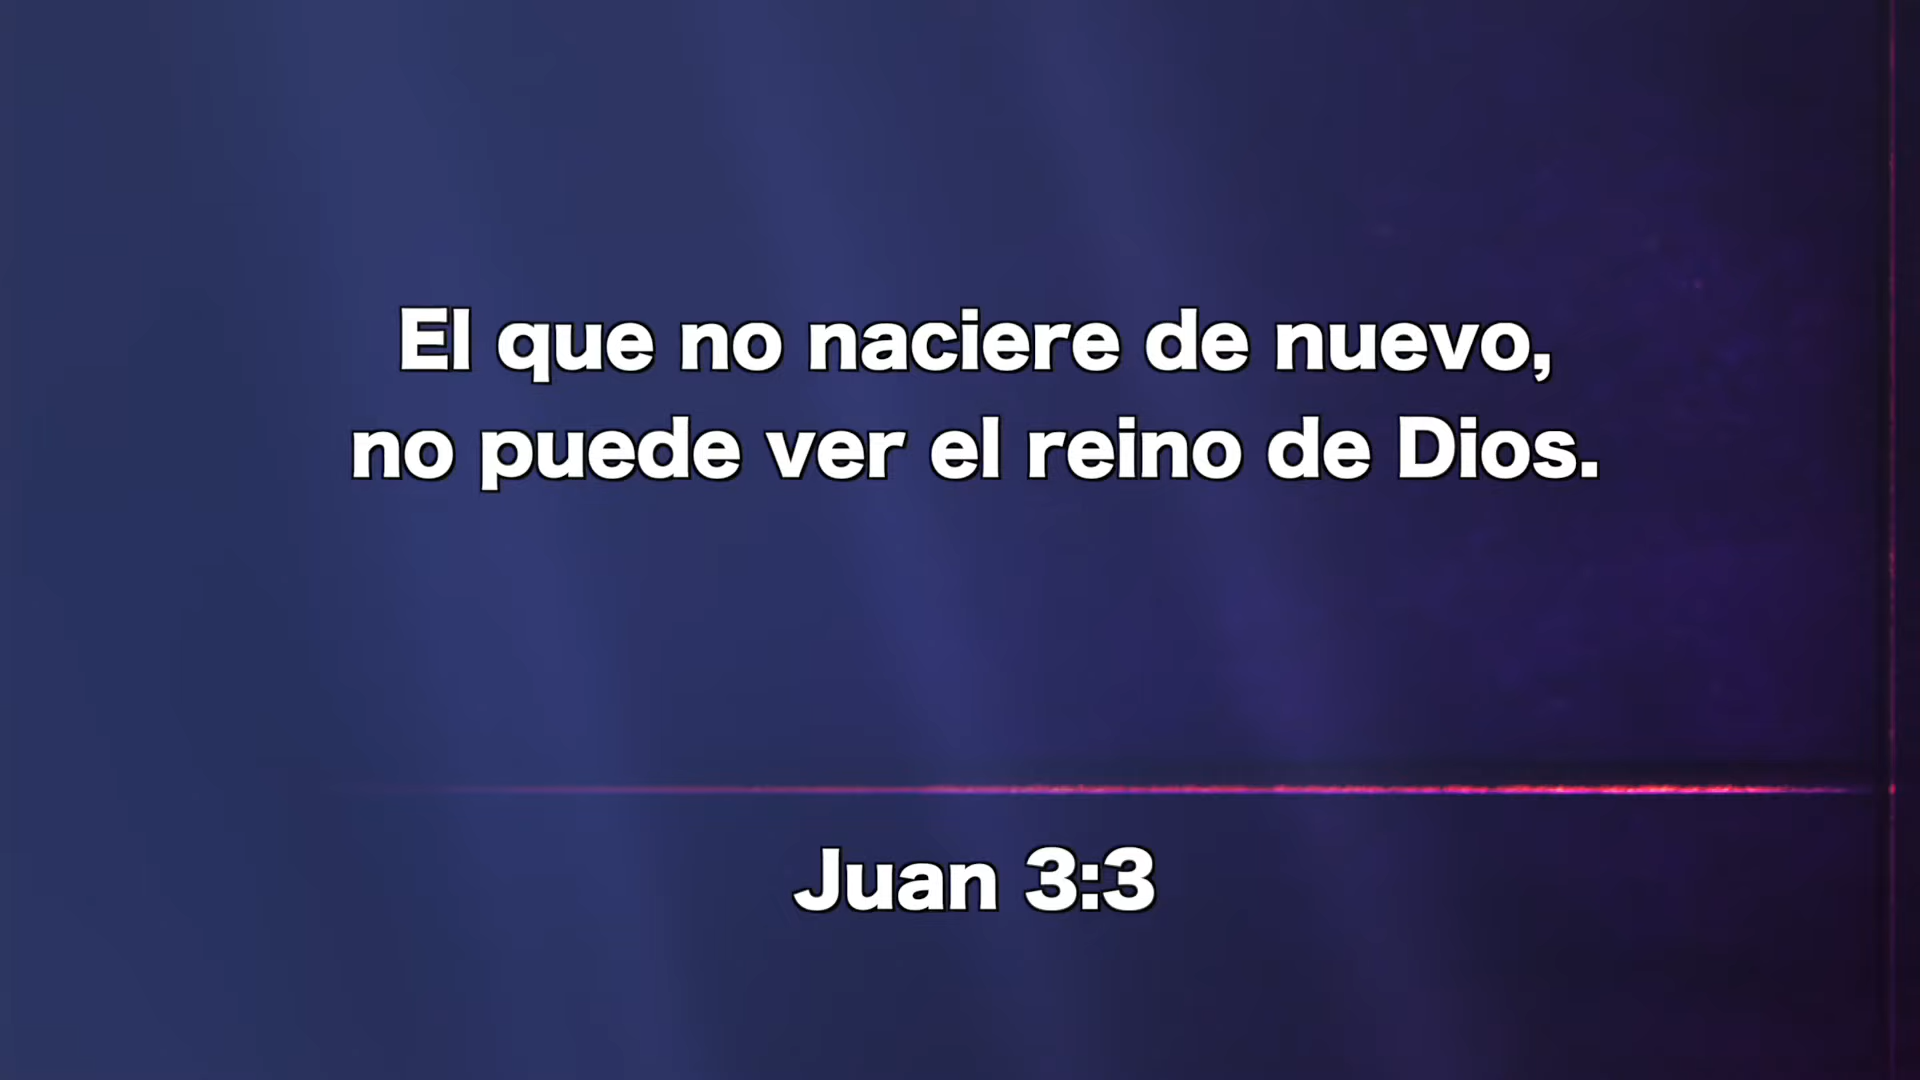 El que no naciere de nuevo,
no puede ver el reino de Dios.
Juan 3:3